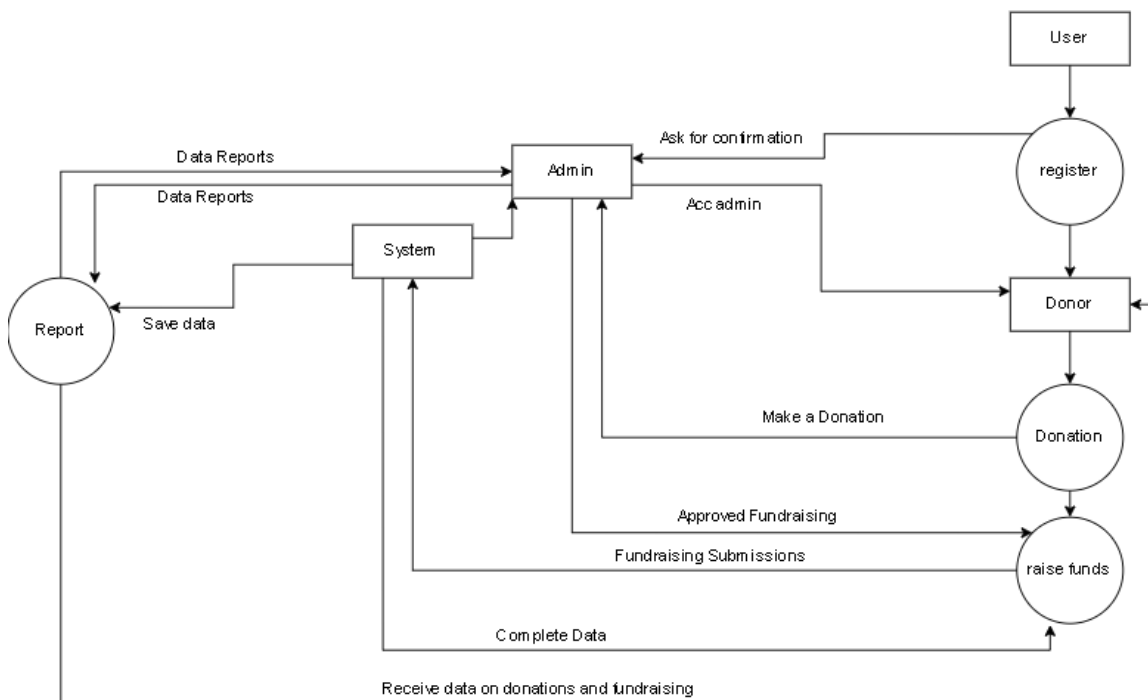 User
Ask for confirmation
register
Data Reports
Admin
Data Reports
Acc admin
System
Donor
Report
Save data
Make a Donation
Donation
Approved Fundraising
Fundraising Submissions
raise funds
Complete Data
Receive data on donations and fundraising